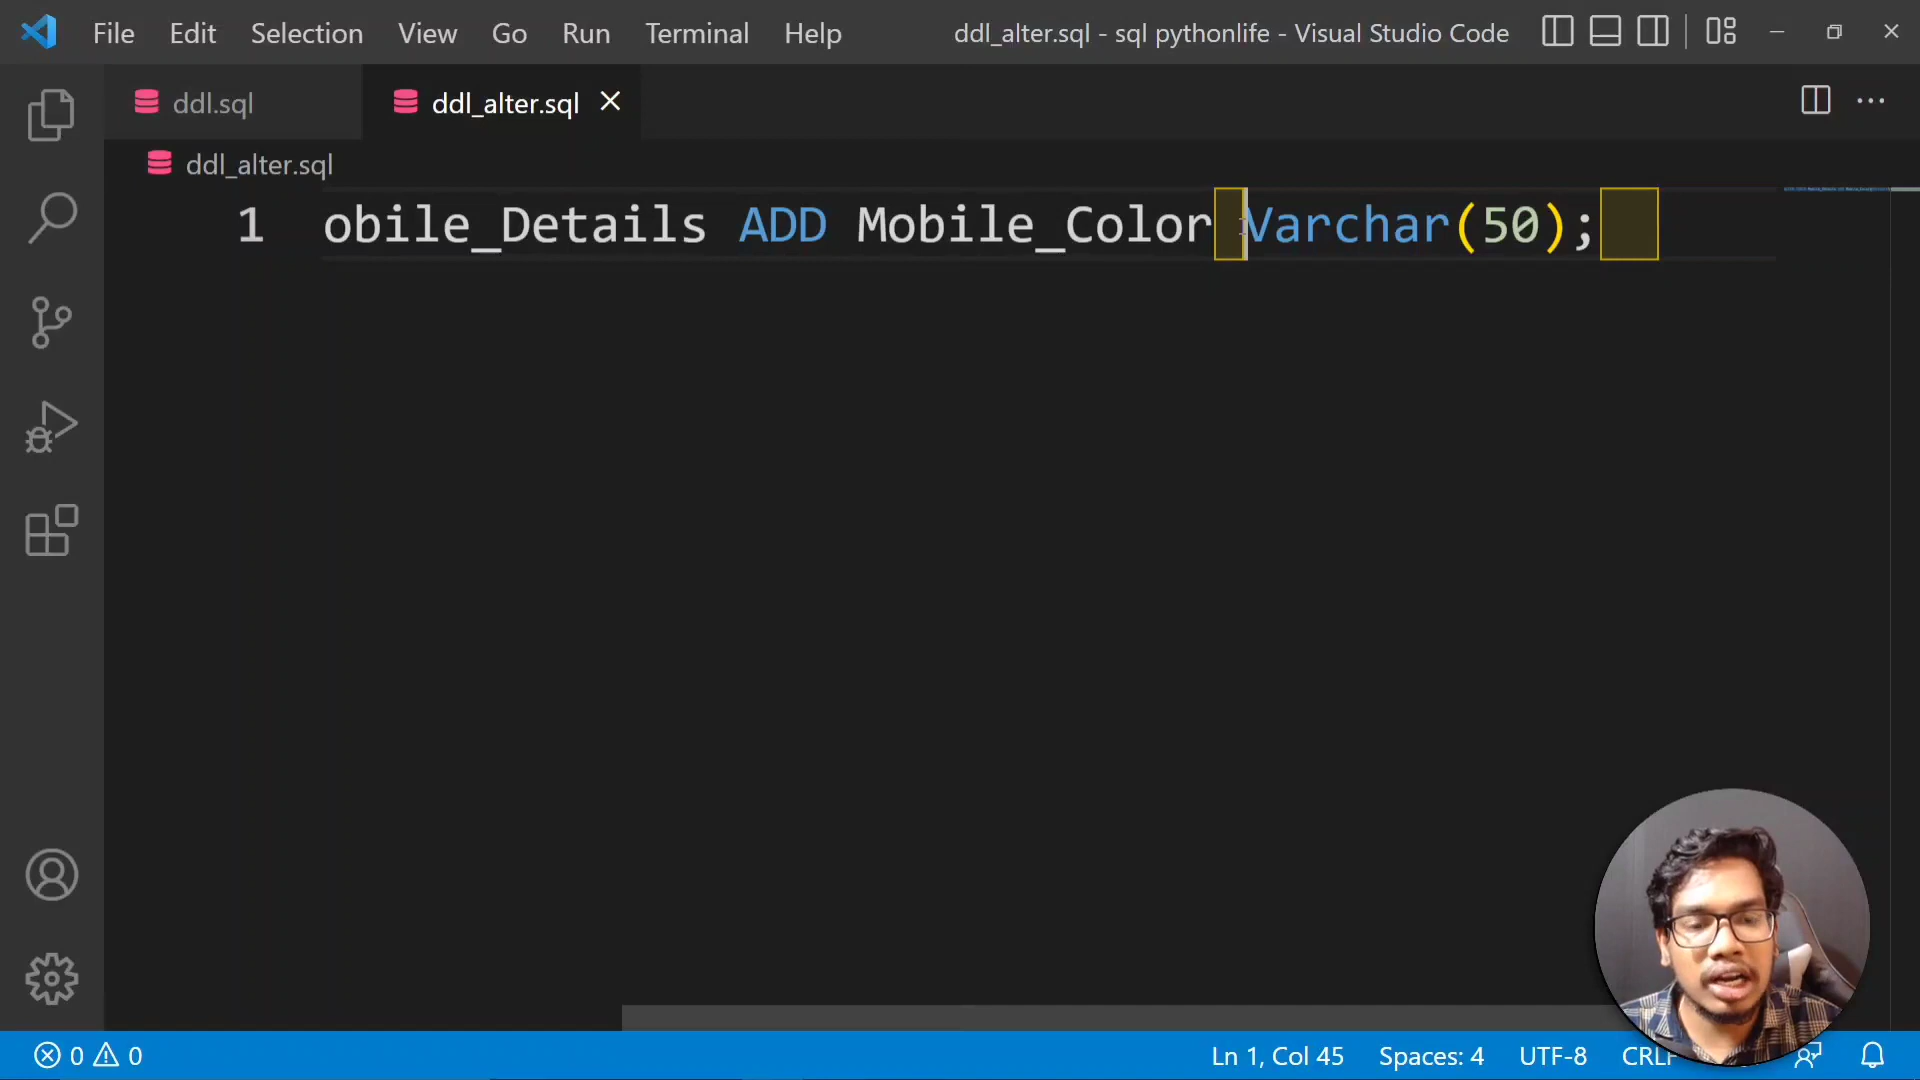 File Edit Selection View Go Run Terminal Help ddl_alter.sql - sql pythonlife - Visual Studio Code
ddl.sql ddl_alter.sql
ddl_alter.sql
1 obile_Details ADD Mobile_Color Varchar(50);
0 0 Ln 1, Col 45 Spaces: 4 UTF-8 CRLF